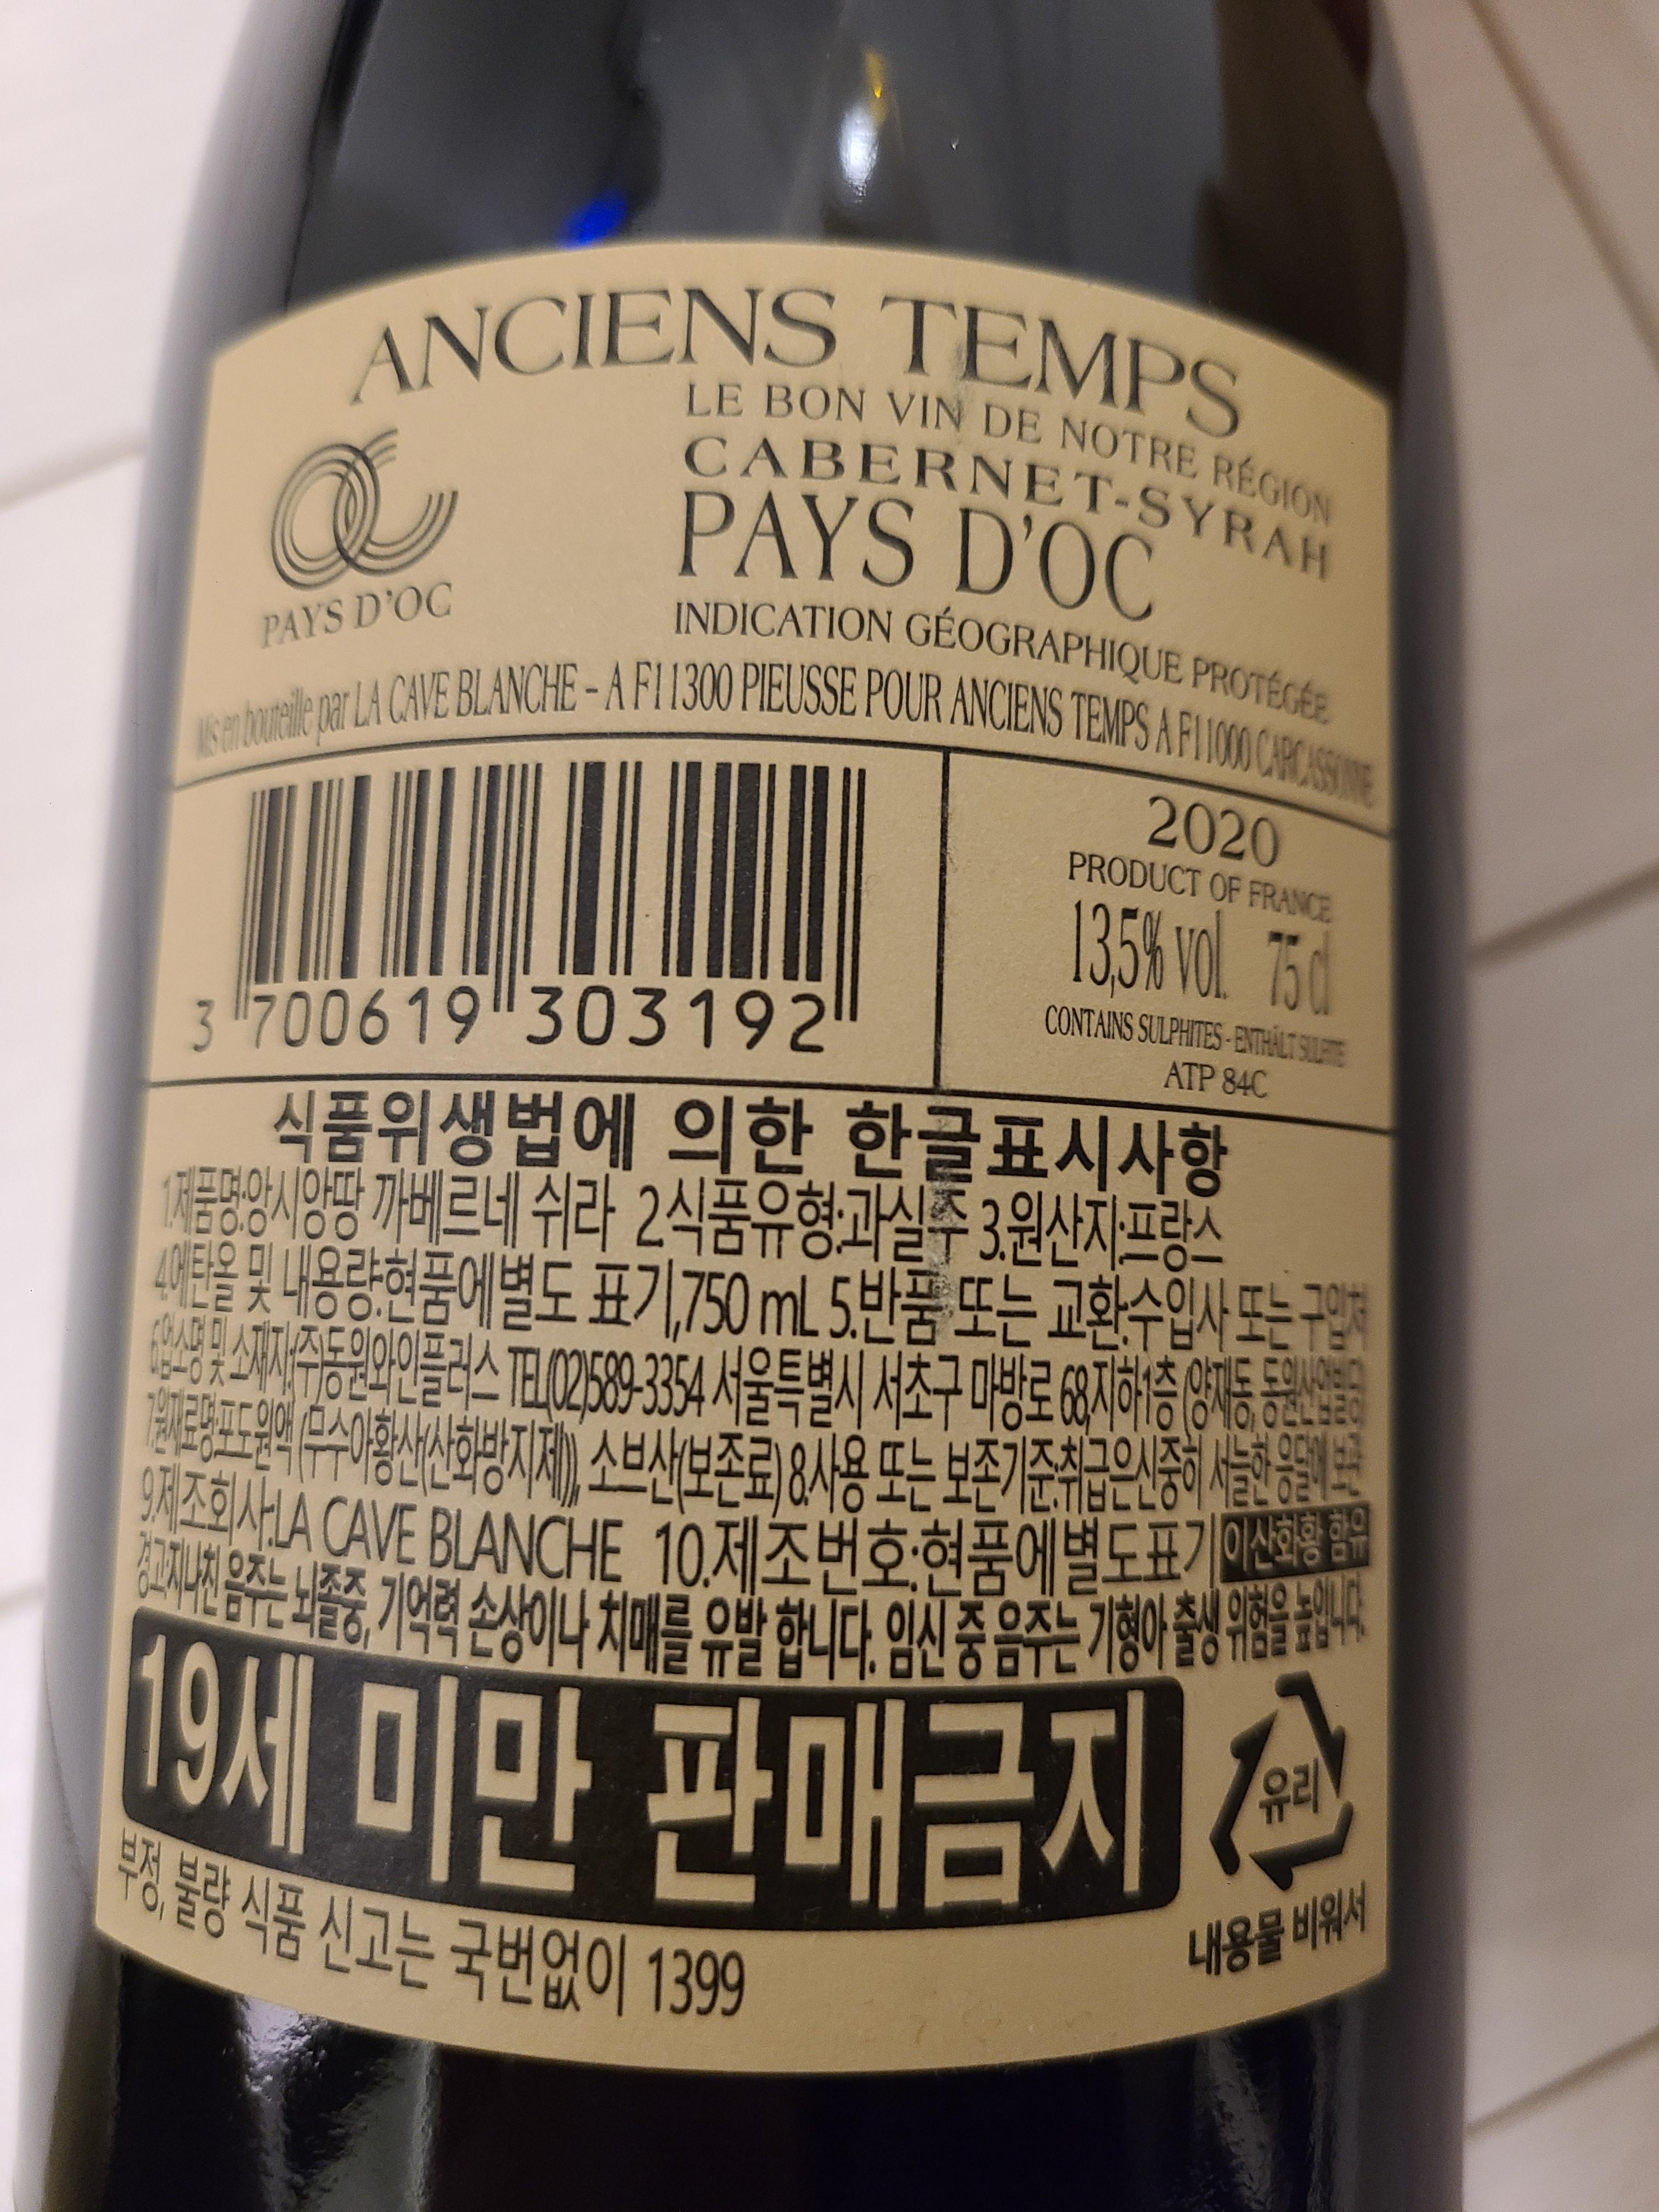 ANCIENS TEMPS
LE BON VIN DE NOTRE RÉGION
CABERNET-SYRAH
PAYS D'OC
INDICATION GÉOGRAPHIQUE PROTÉGÉE
OC
PAYS D'OC
Mis en bouteille par LA CAVE BLANCHE – A F11300 PIEUSSE POUR ANCIENS TEMPS A F11000 CARCASSONNE
3 700619 303192
2020
PRODUCT OF FRANCE
13,5% vol. 75 cl
CONTAINS SULPHITES - ENTHÄLT SULFITE
ATP 84C
식품위생법에 의한 한글표시사항
1.제품명:앙시앙땅 까베르네 쉬라 2.식품유형:과실주 3.원산지:프랑스
4.에탄올 및 내용량:현품에별도 표기,750 mL 5.반품 또는 교환:수입사 또는 구입처
6.업소명 및 소재지:(주)동원와인플러스 TEL(02)589-3354 서울특별시 서초구 마방로 68,지하1층 (양재동, 동원산업빌딩)
7.원재료명:포도원액 (무수아황산(산화방지제)), 소브산(보존료) 8.사용 또는 보존기준:취급은신중히 서늘한 응달에 보관
9.제조회사:LA CAVE BLANCHE 10.제조번호:현품에별도표기 이산화황 함유
경고:지나친 음주는 뇌졸중, 기억력 손상이나 치매를 유발 합니다. 임신 중 음주는 기형아 출생 위험을 높입니다.
19세 미만 판매금지
유리
내용물 비워서
부정, 불량 식품 신고는 국번없이 1399